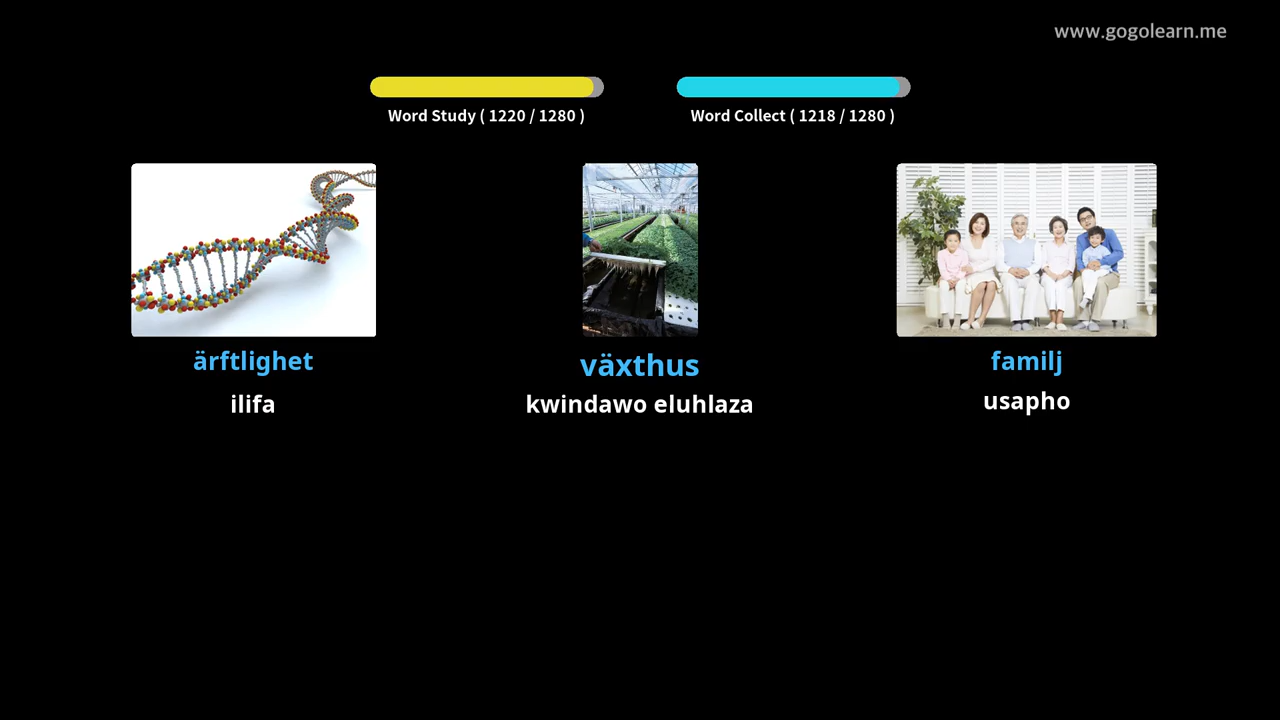 www.gogolearn.me
Word Study ( 1220 / 1280 )
Word Collect ( 1218 / 1280 )
ärftlighet
växthus
familj
ilifa
kwindawo eluhlaza
usapho